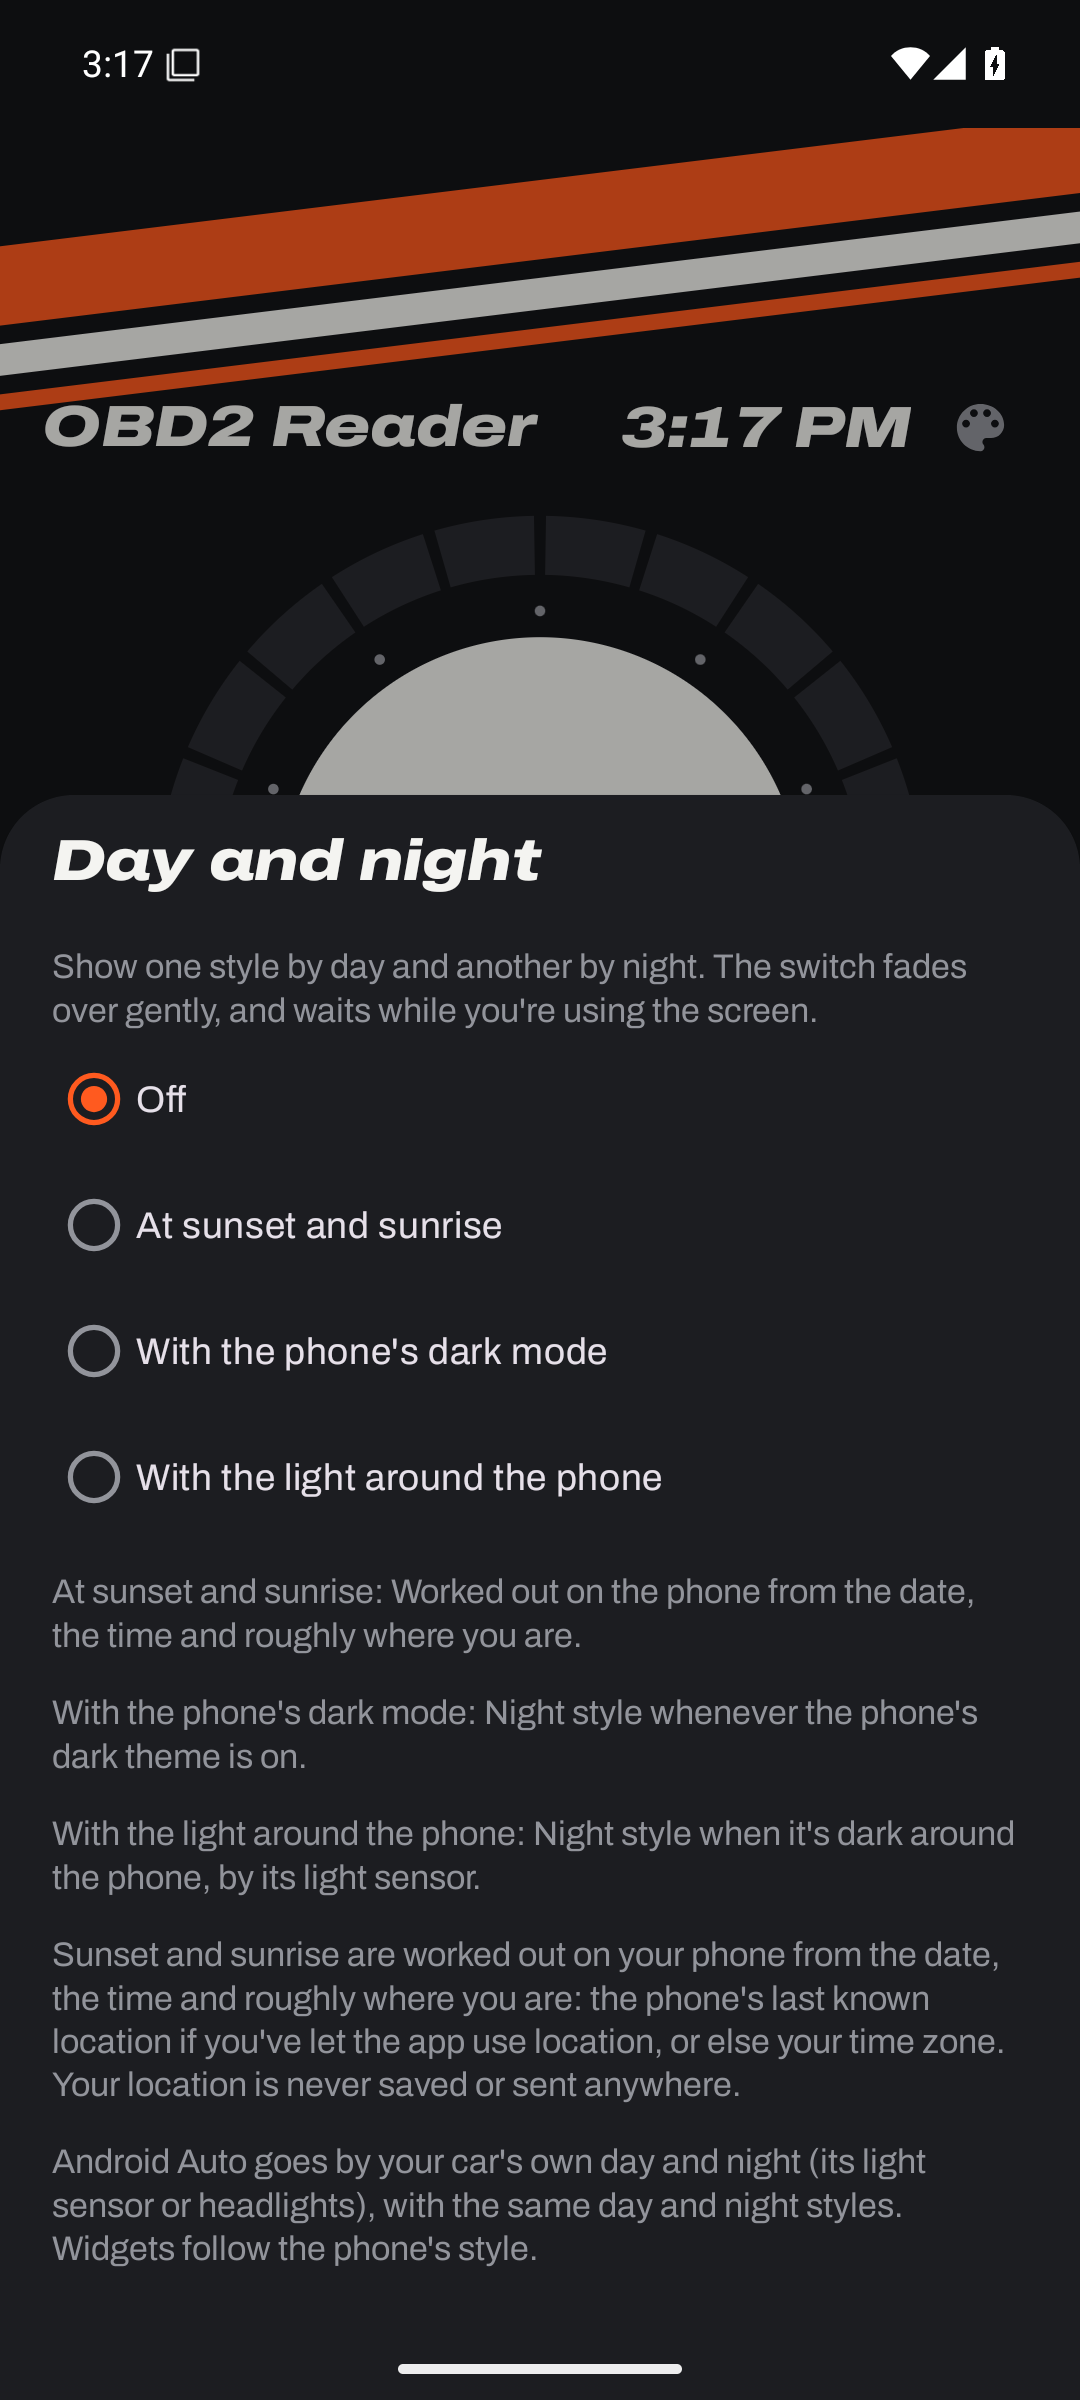 3:17
OBD2 Reader 3:17 PM
Day and night
Show one style by day and another by night. The switch fades
over gently, and waits while you're using the screen.
Off
At sunset and sunrise
With the phone's dark mode
With the light around the phone
At sunset and sunrise: Worked out on the phone from the date,
the time and roughly where you are.
With the phone's dark mode: Night style whenever the phone's
dark theme is on.
With the light around the phone: Night style when it's dark around
the phone, by its light sensor.
Sunset and sunrise are worked out on your phone from the date,
the time and roughly where you are: the phone's last known
location if you've let the app use location, or else your time zone.
Your location is never saved or sent anywhere.
Android Auto goes by your car's own day and night (its light
sensor or headlights), with the same day and night styles.
Widgets follow the phone's style.